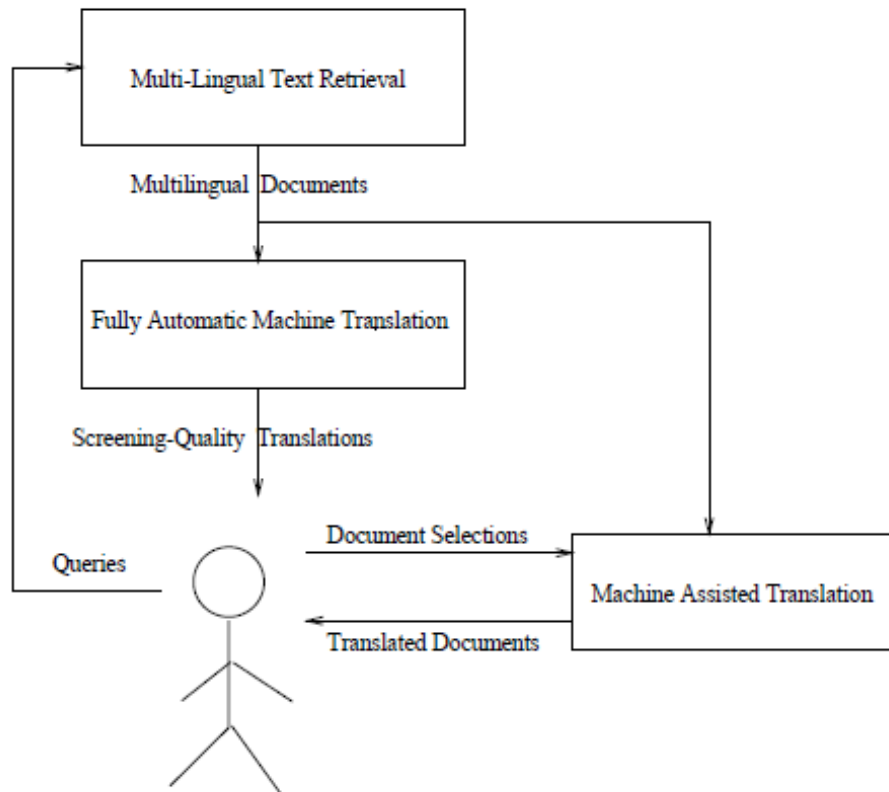 Multi-Lingual Text Retrieval
Multilingual Documents
Fully Automatic Machine Translation
Screening-Quality Translations
Document Selections
Queries
Machine Assisted Translation
Translated Documents